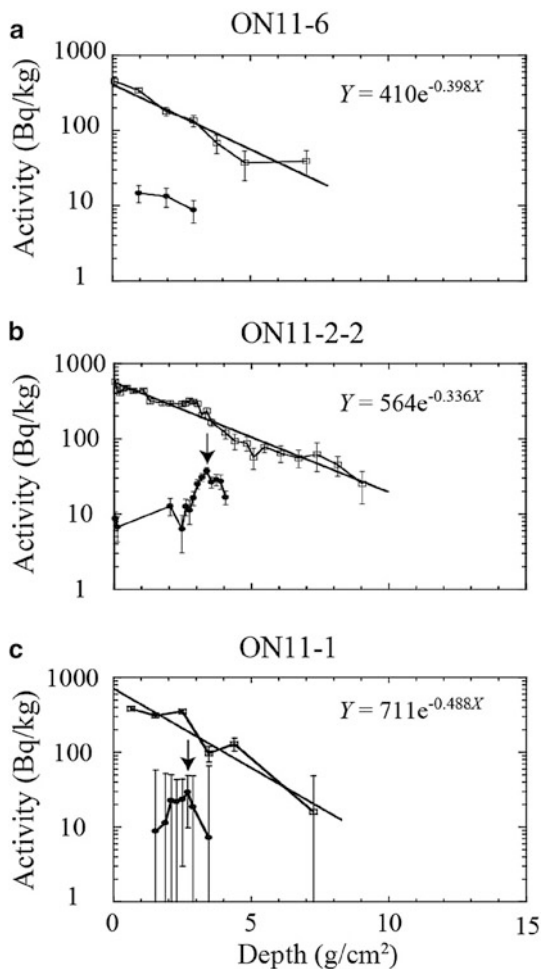 a
ON11-6
1000
100
10
1
Activity (Bq/kg)
Y = 410e^-0.398X
b
ON11-2-2
1000
100
10
1
Activity (Bq/kg)
Y = 564e^-0.336X
c
ON11-1
1000
100
10
1
Activity (Bq/kg)
Y = 711e^-0.488X
0 5 10 15
Depth (g/cm²)